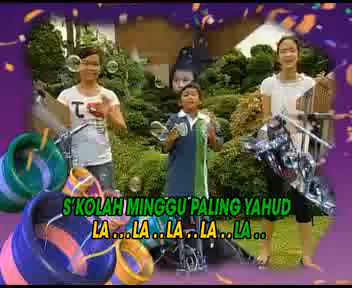 S'KOLAH MINGGU PALING YAHUD
LA . . . LA . . LA . . LA . . LA . .